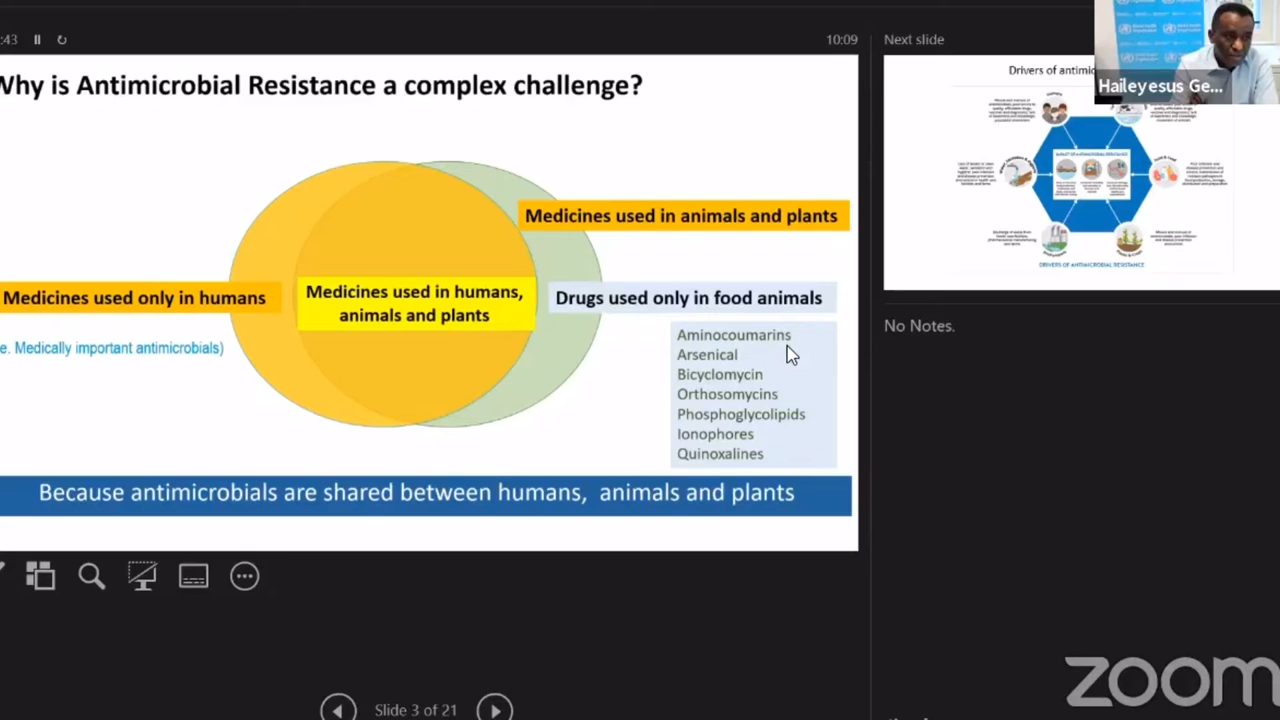 :43
10:09
Next slide
Why is Antimicrobial Resistance a complex challenge?
Medicines used in animals and plants
Medicines used only in humans
Medicines used in humans,
animals and plants
Drugs used only in food animals
e. Medically important antimicrobials)
Aminocoumarins
Arsenical
Bicyclomycin
Orthosomycins
Phosphoglycolipids
Ionophores
Quinoxalines
Because antimicrobials are shared between humans, animals and plants
Slide 3 of 21
Drivers of antimic
DRIVERS OF ANTIMICROBIAL RESISTANCE
Haileyesus Ge...
No Notes.
zoom